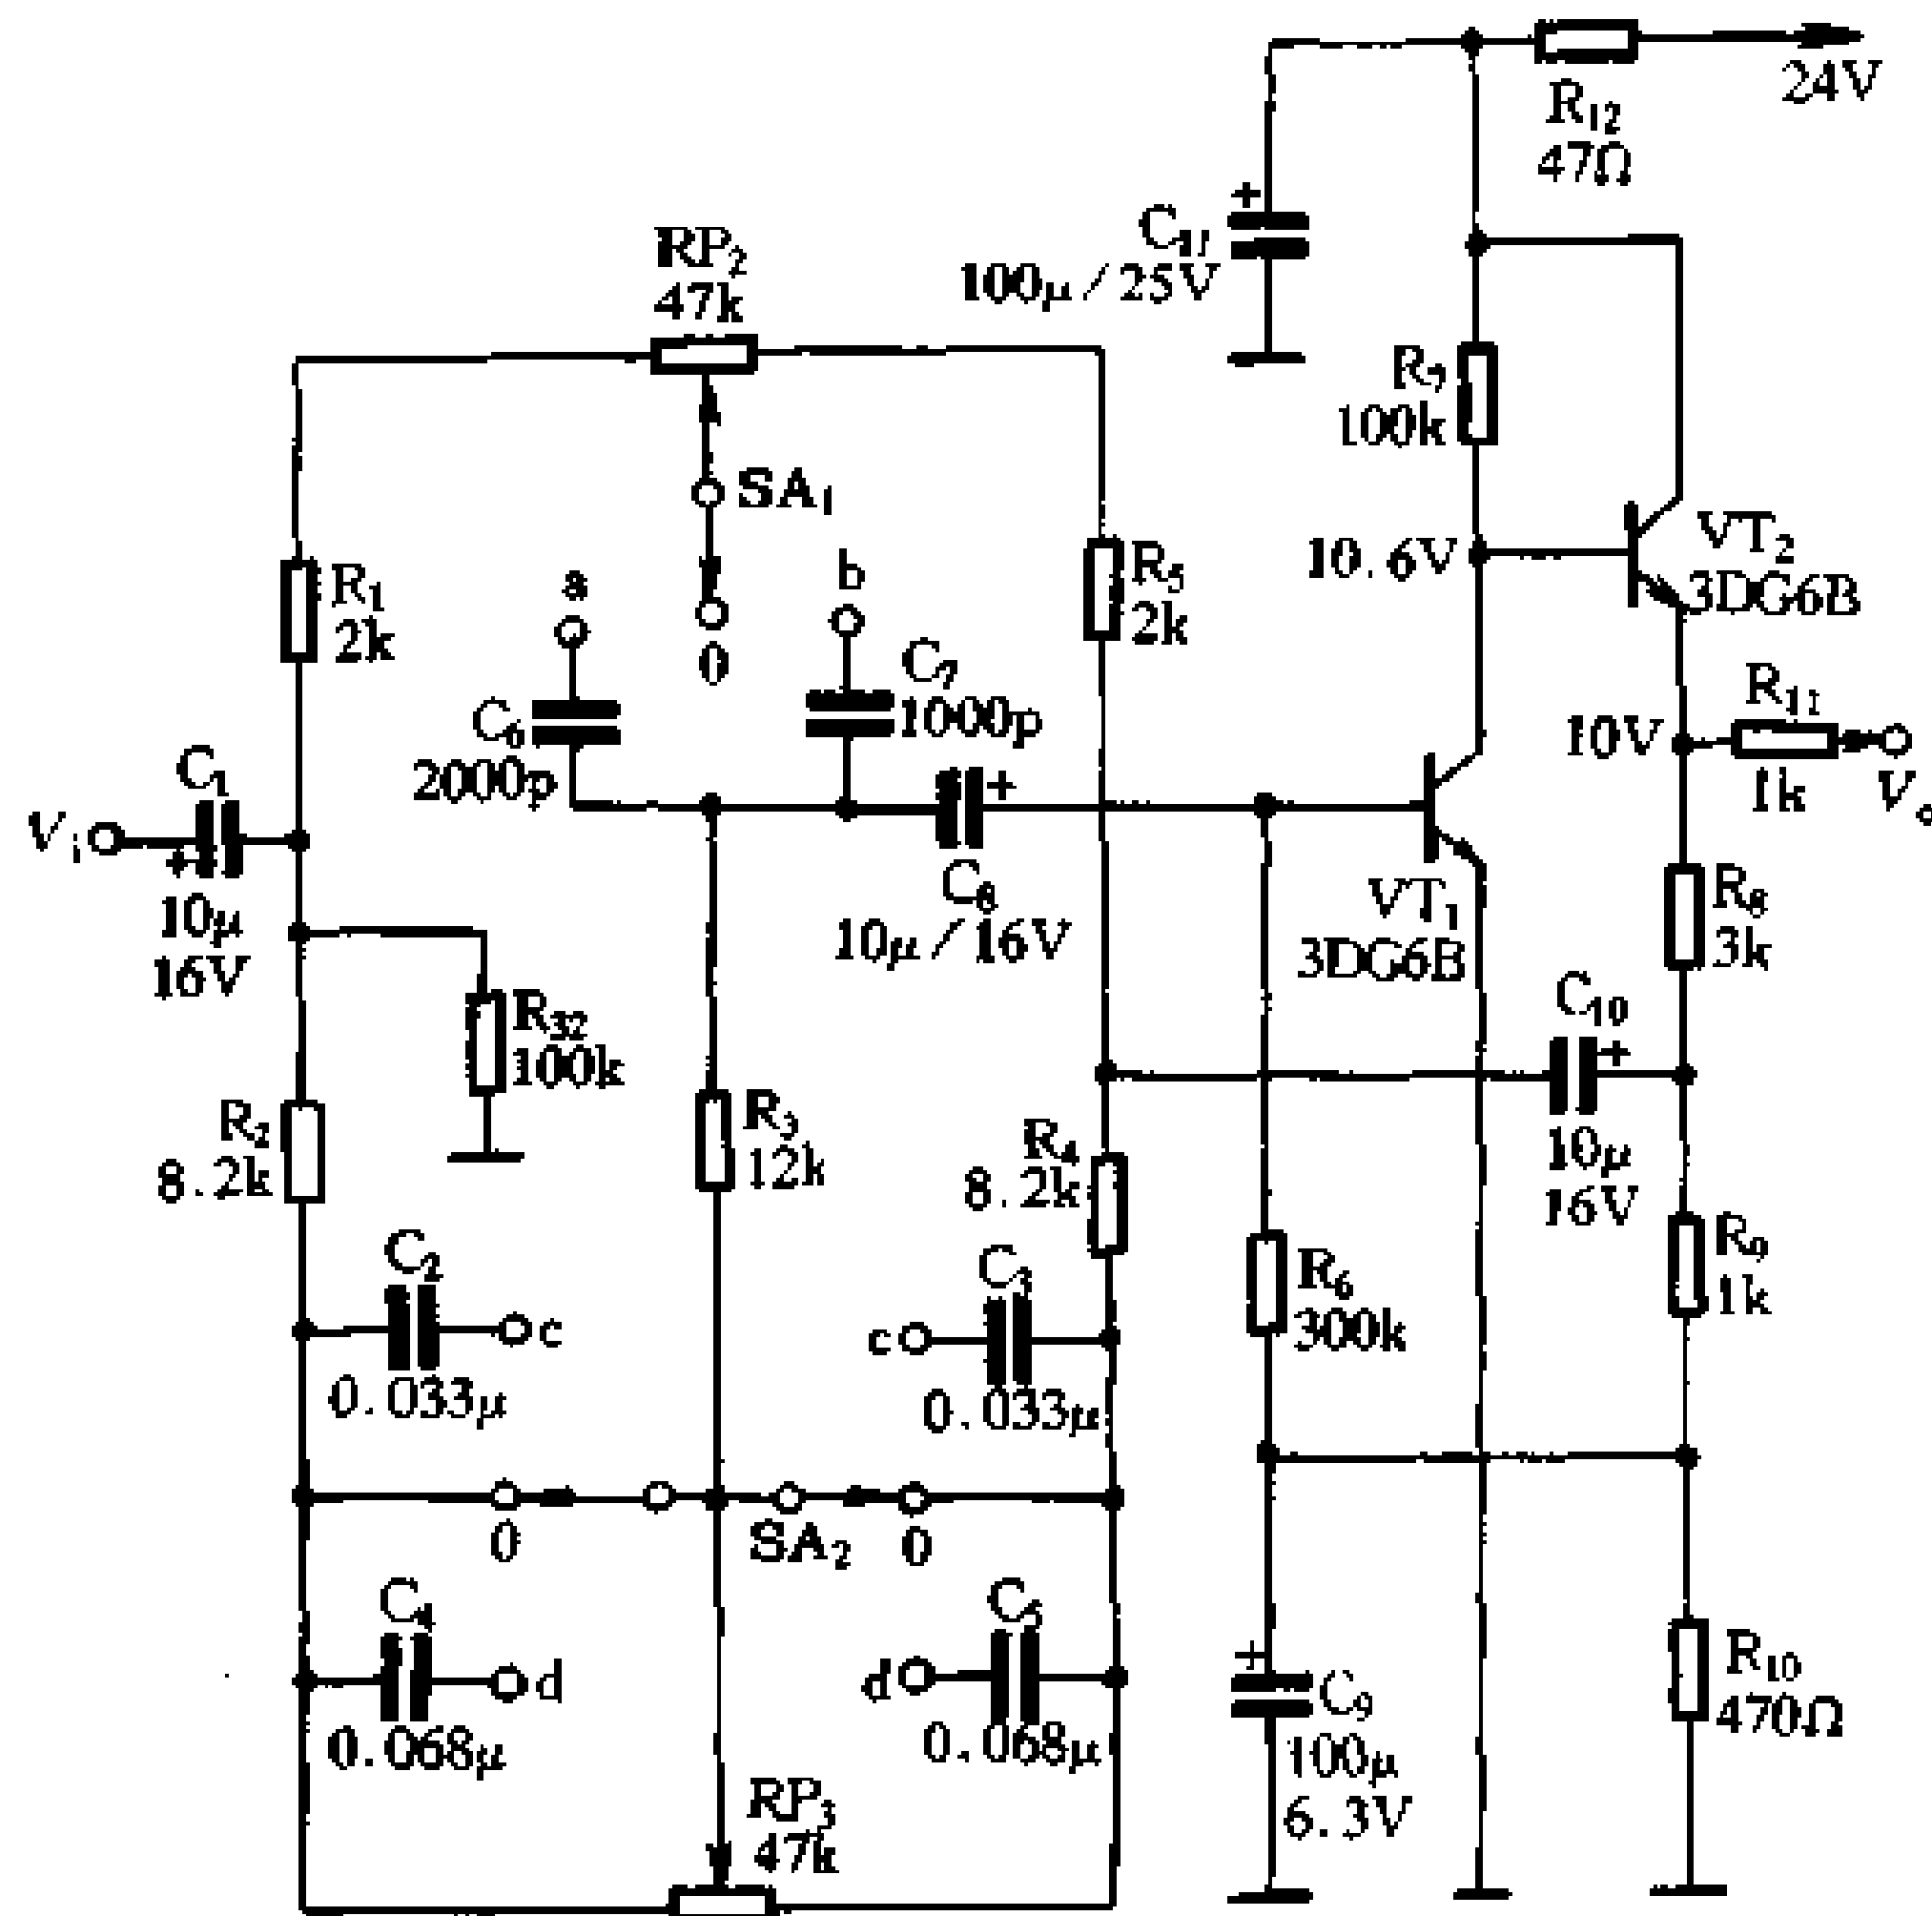 24V
R12
47Ω
C11
100μ/25V
RP2
47k
R7
100k
SA1
0
a
b
10.6V
VT2
3DG6B
R1
2k
R5
2k
C6
2000p
C7
1000p
10V
R11
1k
Vo
C1
Vi
10μ
16V
C8
10μ/16V
VT1
3DG6B
R8
3k
R32
100k
C10
10μ
16V
R2
8.2k
R3
12k
R4
8.2k
R9
1k
C2
c
0.033μ
C3
c
0.033μ
R6
300k
0
SA2
0
C4
d
0.068μ
C5
d
0.068μ
R10
470Ω
C9
100μ
6.3V
RP3
47k